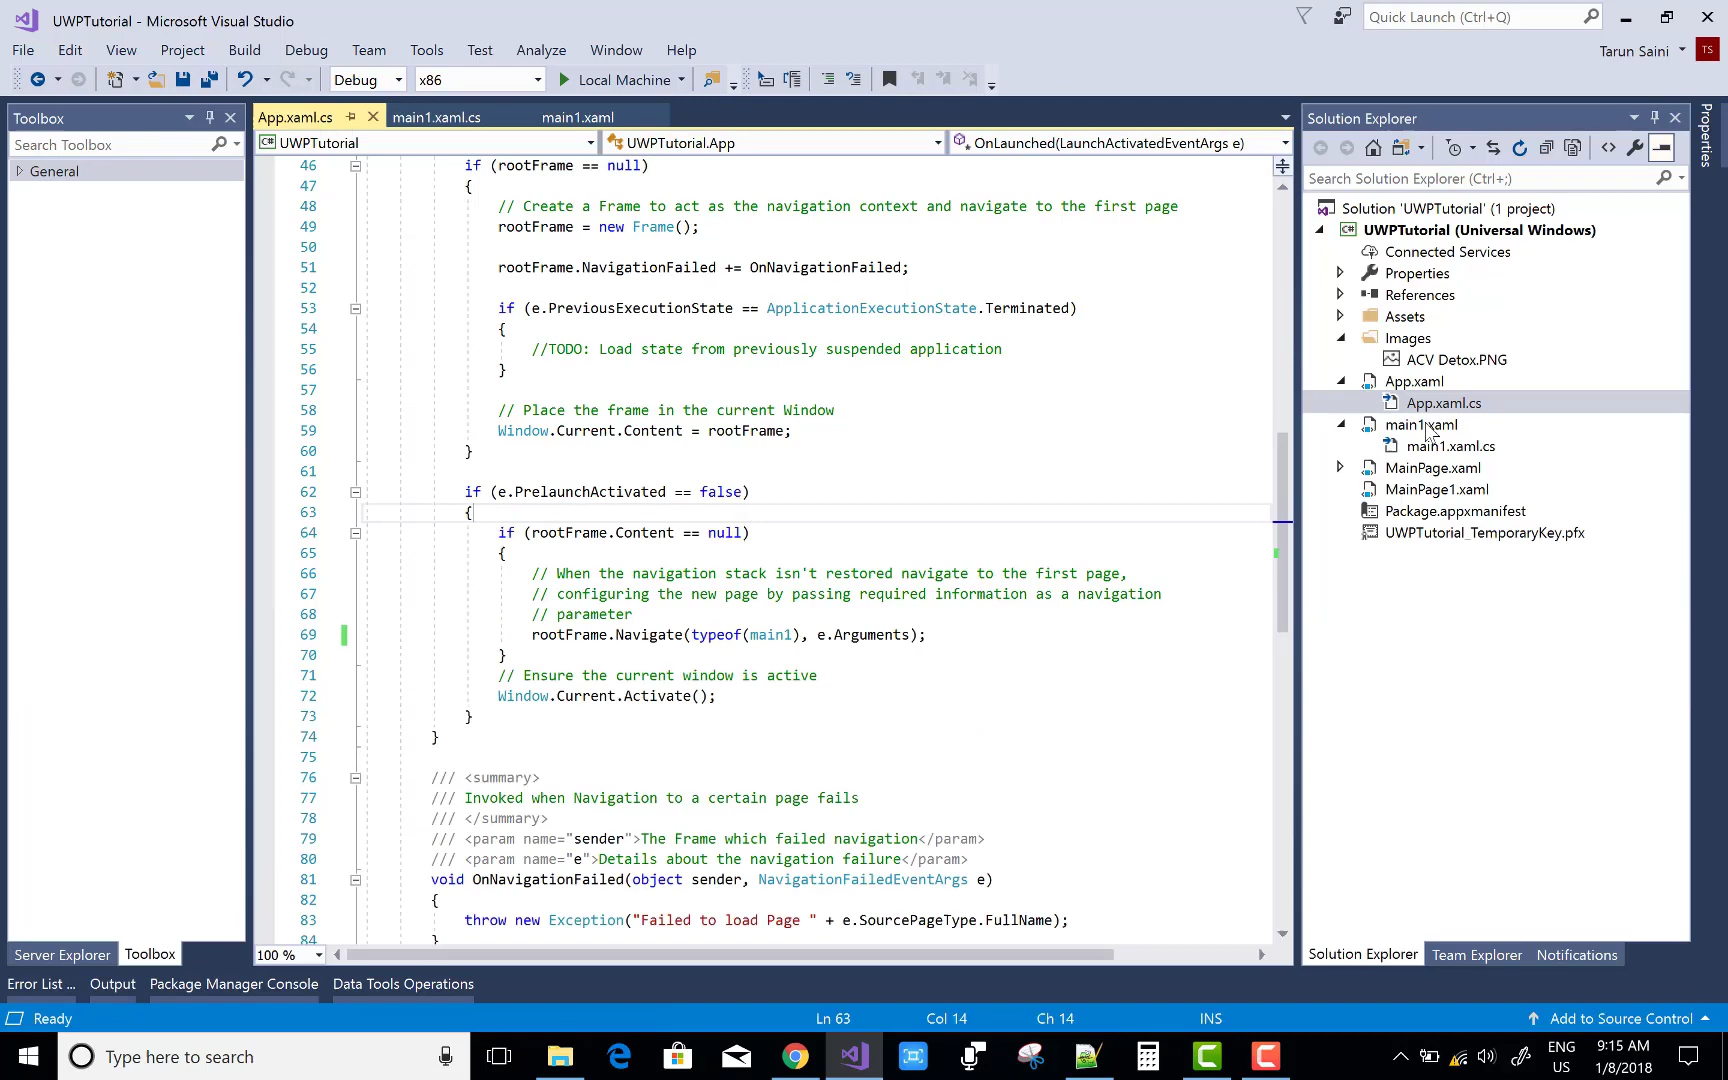 UWPTutorial - Microsoft Visual Studio
Quick Launch (Ctrl+Q)
File Edit View Project Build Debug Team Tools Test Analyze Window Help
Tarun Saini
TS
Debug
x86
Local Machine
Toolbox
Search Toolbox
General
App.xaml.cs
main1.xaml.cs
main1.xaml
UWPTutorial
UWPTutorial.App
OnLaunched(LaunchActivatedEventArgs e)
46 if (rootFrame == null)
47 {
48 // Create a Frame to act as the navigation context and navigate to the first page
49 rootFrame = new Frame();
50
51 rootFrame.NavigationFailed += OnNavigationFailed;
52
53 if (e.PreviousExecutionState == ApplicationExecutionState.Terminated)
54 {
55 //TODO: Load state from previously suspended application
56 }
57
58 // Place the frame in the current Window
59 Window.Current.Content = rootFrame;
60 }
61
62 if (e.PrelaunchActivated == false)
63 {
64 if (rootFrame.Content == null)
65 {
66 // When the navigation stack isn't restored navigate to the first page,
67 // configuring the new page by passing required information as a navigation
68 // parameter
69 rootFrame.Navigate(typeof(main1), e.Arguments);
70 }
71 // Ensure the current window is active
72 Window.Current.Activate();
73 }
74 }
75
76 /// <summary>
77 /// Invoked when Navigation to a certain page fails
78 /// </summary>
79 /// <param name="sender">The Frame which failed navigation</param>
80 /// <param name="e">Details about the navigation failure</param>
81 void OnNavigationFailed(object sender, NavigationFailedEventArgs e)
82 {
83 throw new Exception("Failed to load Page " + e.SourcePageType.FullName);
84 }
100 %
Solution Explorer
Search Solution Explorer (Ctrl+;)
Solution 'UWPTutorial' (1 project)
UWPTutorial (Universal Windows)
Connected Services
Properties
References
Assets
Images
ACV Detox.PNG
App.xaml
App.xaml.cs
main1.xaml
main1.xaml.cs
MainPage.xaml
MainPage1.xaml
Package.appxmanifest
UWPTutorial_TemporaryKey.pfx
Properties
Server Explorer Toolbox
Solution Explorer Team Explorer Notifications
Error List ... Output Package Manager Console Data Tools Operations
Ready
Ln 63 Col 14 Ch 14 INS
Add to Source Control
Type here to search
ENG
US
9:15 AM
1/8/2018